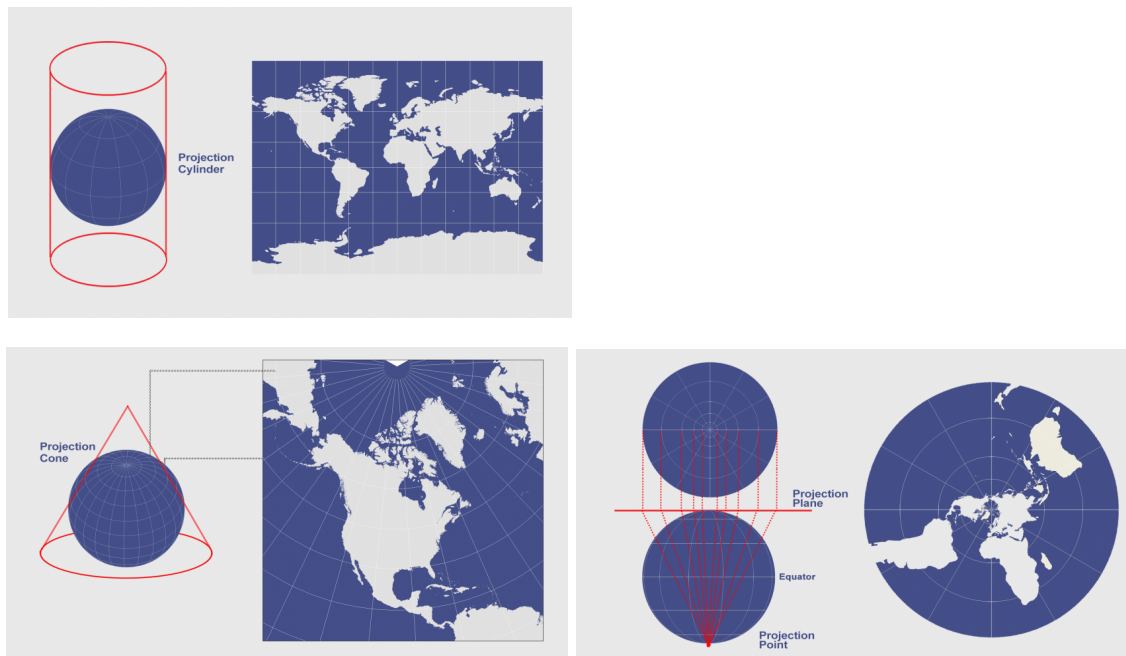 Projection
Cylinder
Projection
Cone
Projection
Plane
Equator
Projection
Point